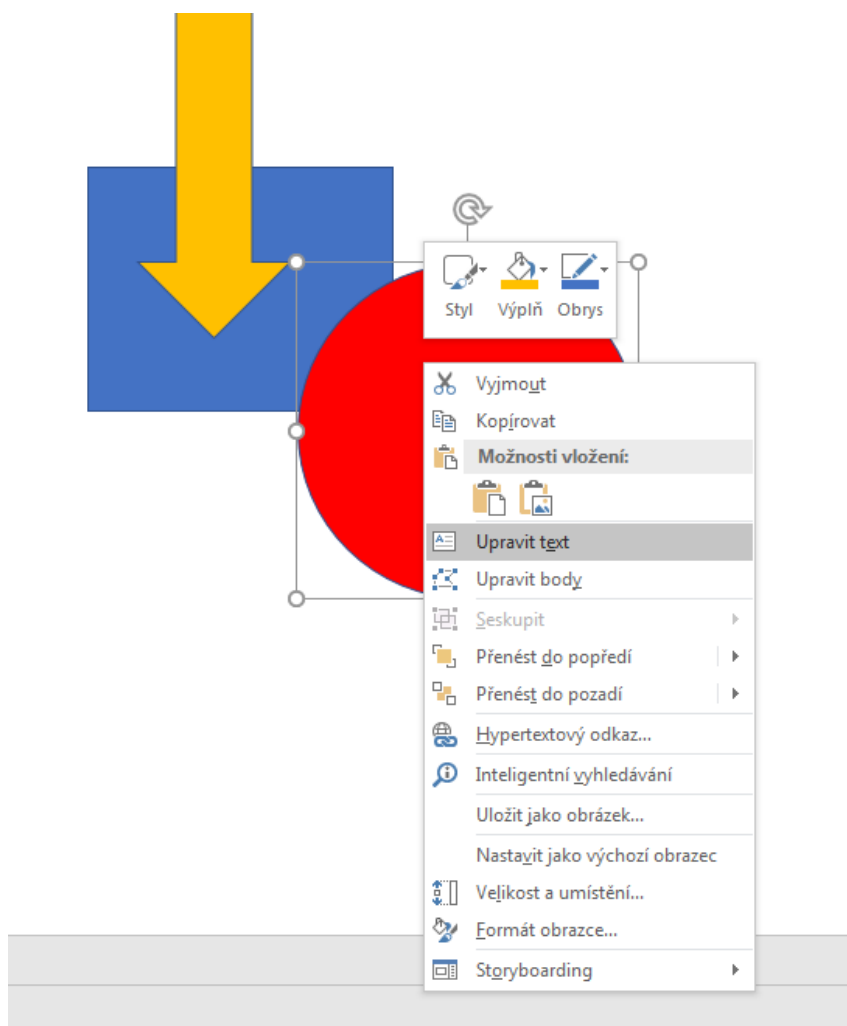 Styl Výplň Obrys
Vyjmout
Kopírovat
Možnosti vložení:
Upravit text
Upravit body
Seskupit
Přenést do popředí
Přenést do pozadí
Hypertextový odkaz...
Inteligentní vyhledávání
Uložit jako obrázek...
Nastavit jako výchozí obrazec
Velikost a umístění...
Formát obrazce...
Storyboarding